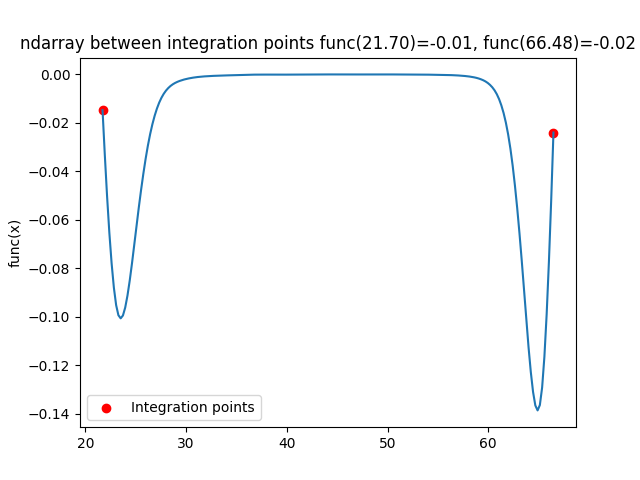 ndarray between integration points func(21.70)=-0.01, func(66.48)=-0.02
0.00
−0.02
−0.04
−0.06
−0.08
−0.10
−0.12
−0.14
func(x)
Integration points
20 30 40 50 60